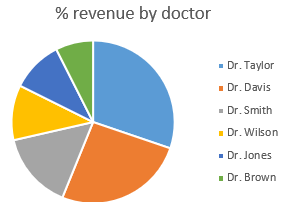 % revenue by doctor
Dr. Taylor
Dr. Davis
Dr. Smith
Dr. Wilson
Dr. Jones
Dr. Brown